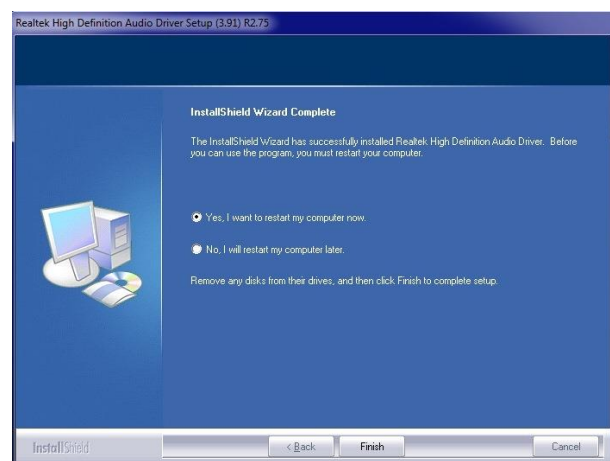 Realtek High Definition Audio Driver Setup (3.91) R2.75
InstallShield Wizard Complete
The InstallShield Wizard has successfully installed Realtek High Definition Audio Driver. Before
you can use the program, you must restart your computer.
Yes, I want to restart my computer now.
No, I will restart my computer later.
Remove any disks from their drives, and then click Finish to complete setup.
InstallShield
< Back
Finish
Cancel